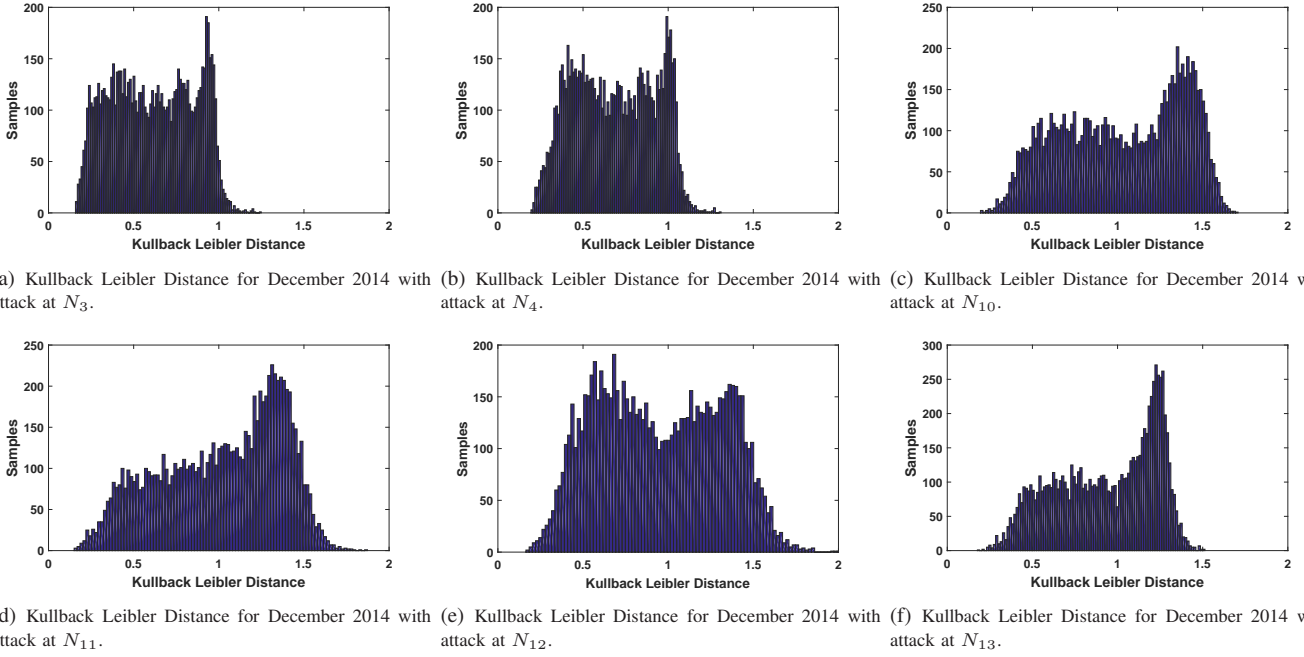 200
150
100
50
0
Samples
0 0.5 1 1.5 2
Kullback Leibler Distance
a) Kullback Leibler Distance for December 2014 with
ttack at N₃.
200
150
100
50
0
Samples
0 0.5 1 1.5 2
Kullback Leibler Distance
(b) Kullback Leibler Distance for December 2014 with
attack at N₄.
250
200
150
100
50
0
Samples
0 0.5 1 1.5 2
Kullback Leibler Distance
(c) Kullback Leibler Distance for December 2014 w
attack at N₁₀.
250
200
150
100
50
0
Samples
0 0.5 1 1.5 2
Kullback Leibler Distance
d) Kullback Leibler Distance for December 2014 with
ttack at N₁₁.
200
150
100
50
0
Samples
0 0.5 1 1.5 2
Kullback Leibler Distance
(e) Kullback Leibler Distance for December 2014 with
attack at N₁₂.
300
250
200
150
100
50
0
Samples
0 0.5 1 1.5 2
Kullback Leibler Distance
(f) Kullback Leibler Distance for December 2014 w
attack at N₁₃.